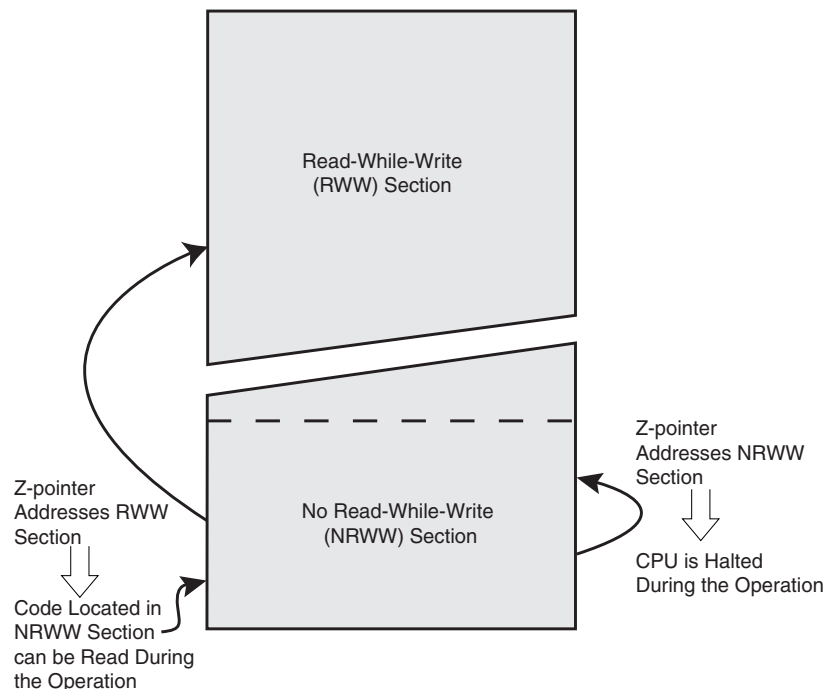 Read-While-Write
(RWW) Section
Z-pointer
Addresses NRWW
Section
CPU is Halted
During the Operation
No Read-While-Write
(NRWW) Section
Z-pointer
Addresses RWW
Section
Code Located in
NRWW Section
can be Read During
the Operation